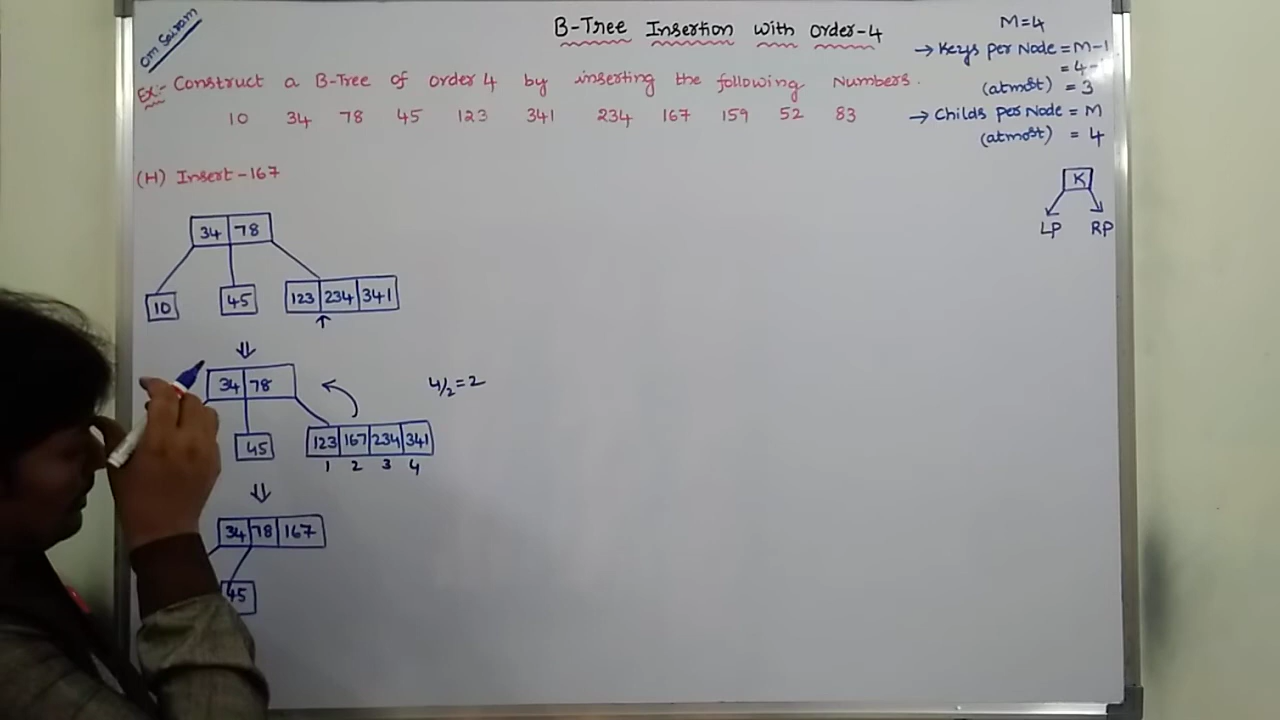 Om Sairam
B-Tree Insertion with order-4
M=4
→ Keys per Node = M-1
= 4-
(atmost) = 3
→ Childs per Node = M
(atmost) = 4
Ex:- Construct a B-Tree of order 4 by inserting the following Numbers.
10 34 78 45 123 341 234 167 159 52 83
K
LP RP
(H) Insert-167
34 78
10 45 123 234 341
↑
⇓
34 78
4/2=2
45 123 167 234 341
1 2 3 4
⇓
34 78 167
45